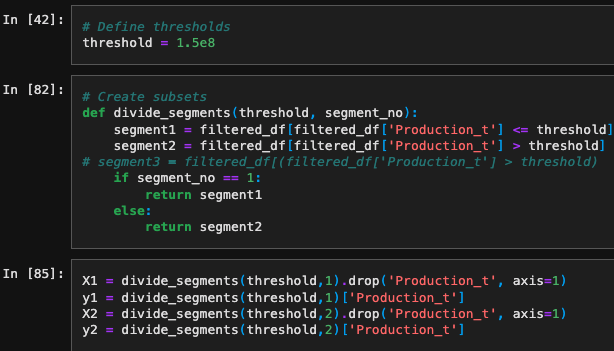 In [42]:
# Define thresholds
threshold = 1.5e8
In [82]:
# Create subsets
def divide_segments(threshold, segment_no):
    segment1 = filtered_df[filtered_df['Production_t'] <= threshold]
    segment2 = filtered_df[filtered_df['Production_t'] > threshold]
# segment3 = filtered_df[(filtered_df['Production_t'] > threshold)
    if segment_no == 1:
        return segment1
    else:
        return segment2
In [85]:
X1 = divide_segments(threshold,1).drop('Production_t', axis=1)
y1 = divide_segments(threshold,1)['Production_t']
X2 = divide_segments(threshold,2).drop('Production_t', axis=1)
y2 = divide_segments(threshold,2)['Production_t']